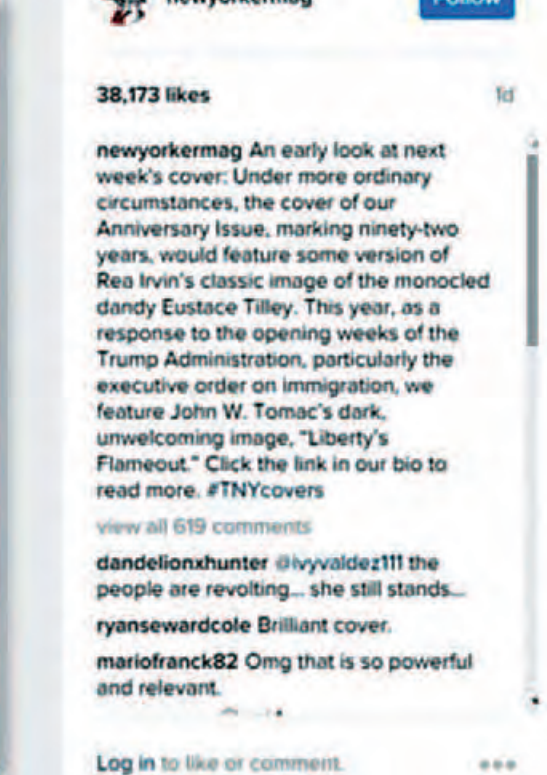 newyorkermag
Follow
38,173 likes 1d
newyorkermag An early look at next
week's cover: Under more ordinary
circumstances, the cover of our
Anniversary Issue, marking ninety-two
years, would feature some version of
Rea Irvin's classic image of the monocled
dandy Eustace Tilley. This year, as a
response to the opening weeks of the
Trump Administration, particularly the
executive order on immigration, we
feature John W. Tomac's dark,
unwelcoming image, "Liberty's
Flameout." Click the link in our bio to
read more. #TNYcovers
view all 619 comments
dandelionxhunter @ivyvaldez111 the
people are revolting... she still stands...
ryansewardcole Brilliant cover.
mariofranck82 Omg that is so powerful
and relevant.
Log in to like or comment.